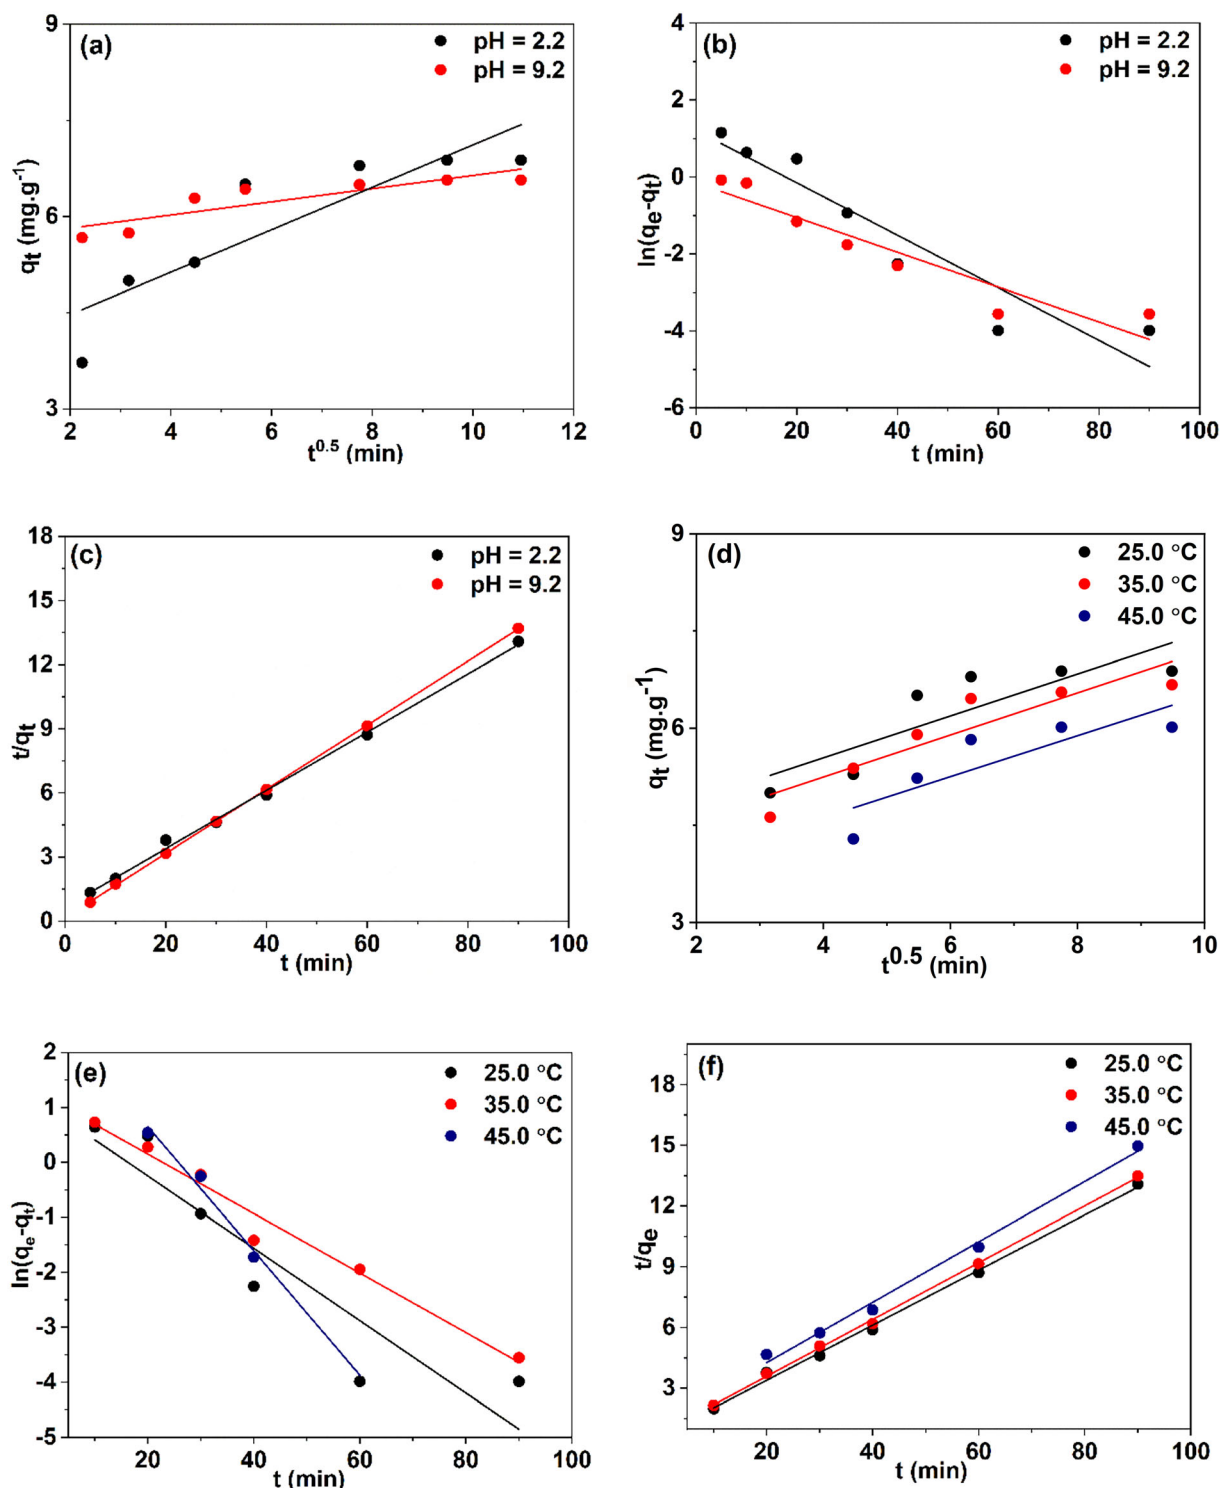 (a)
pH = 2.2
pH = 9.2
9
6
3
qt (mg.g-1)
2 4 6 8 10 12
t0.5 (min)
(b)
pH = 2.2
pH = 9.2
4
2
0
-2
-4
-6
ln(qe-qt)
0 20 40 60 80 100
t (min)
(c)
pH = 2.2
pH = 9.2
18
15
12
9
6
3
0
t/qt
0 20 40 60 80 100
t (min)
(d)
25.0 °C
35.0 °C
45.0 °C
9
6
3
qt (mg.g-1)
2 4 6 8 10
t0.5 (min)
(e)
25.0 °C
35.0 °C
45.0 °C
2
1
0
-1
-2
-3
-4
-5
ln(qe-qt)
20 40 60 80 100
t (min)
(f)
25.0 °C
35.0 °C
45.0 °C
18
15
12
9
6
3
t/qe
20 40 60 80 100
t (min)